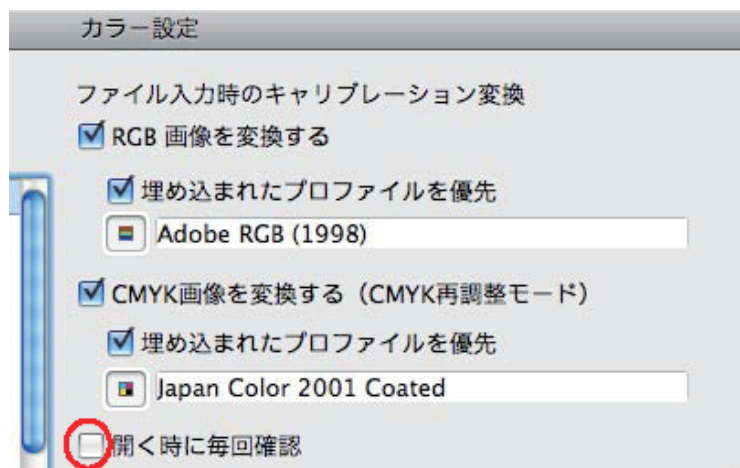 カラー設定
ファイル入力時のキャリブレーション変換
RGB 画像を変換する
埋め込まれたプロファイルを優先
Adobe RGB (1998)
CMYK画像を変換する（CMYK再調整モード）
埋め込まれたプロファイルを優先
Japan Color 2001 Coated
開く時に毎回確認